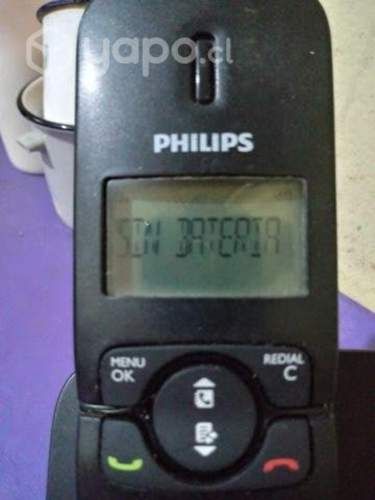 yapo.cl
PHILIPS
SIN BATERIA
MENU
OK
REDIAL
C